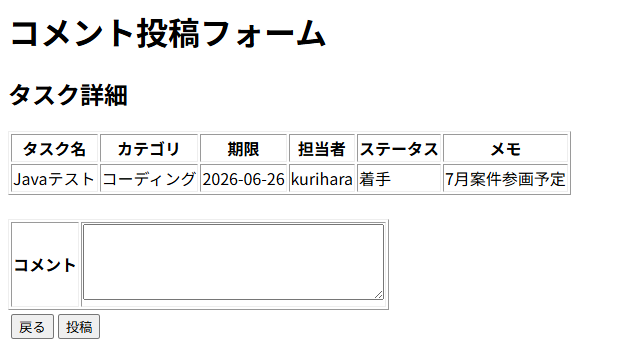 コメント投稿フォーム
タスク詳細
タスク名 カテゴリ 期限 担当者 ステータス メモ
Javaテスト コーディング 2026-06-26 kurihara 着手 7月案件参画予定
コメント
戻る 投稿